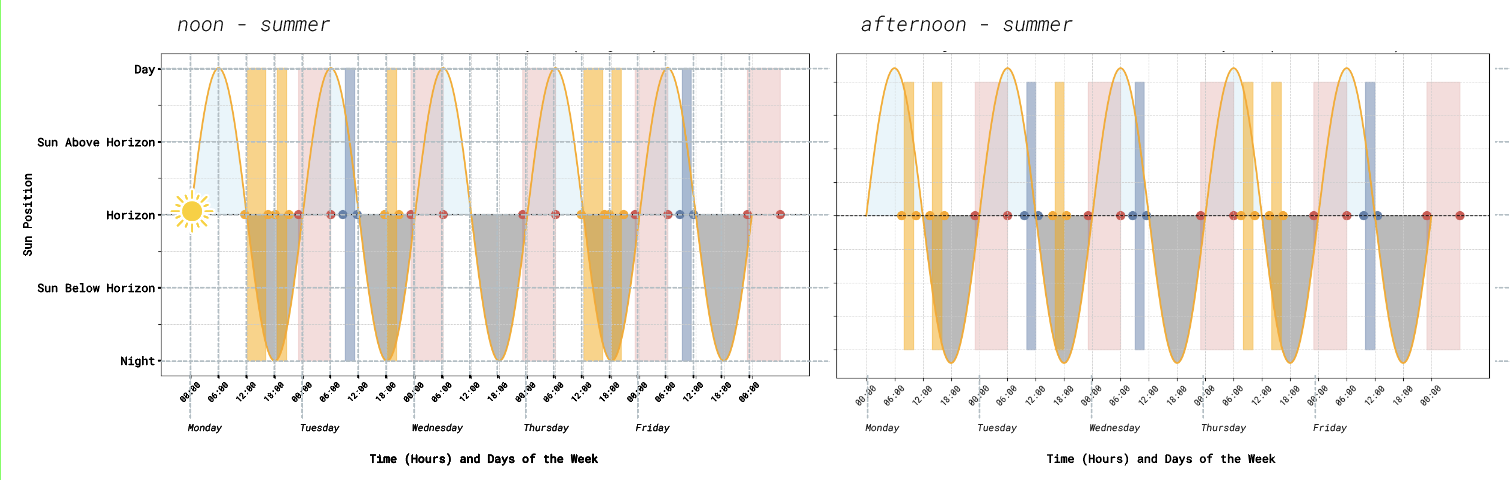 noon - summer
afternoon - summer
Day
Sun Above Horizon
Horizon
Sun Below Horizon
Night
Sun Position
00:00 06:00 12:00 18:00 00:00 06:00 12:00 18:00 00:00 06:00 12:00 18:00 00:00 06:00 12:00 18:00 00:00 06:00 12:00 18:00 00:00
Monday Tuesday Wednesday Thursday Friday
Time (Hours) and Days of the Week
00:00 06:00 12:00 18:00 00:00 06:00 12:00 18:00 00:00 06:00 12:00 18:00 00:00 06:00 12:00 18:00 00:00 06:00 12:00 18:00 00:00
Monday Tuesday Wednesday Thursday Friday
Time (Hours) and Days of the Week